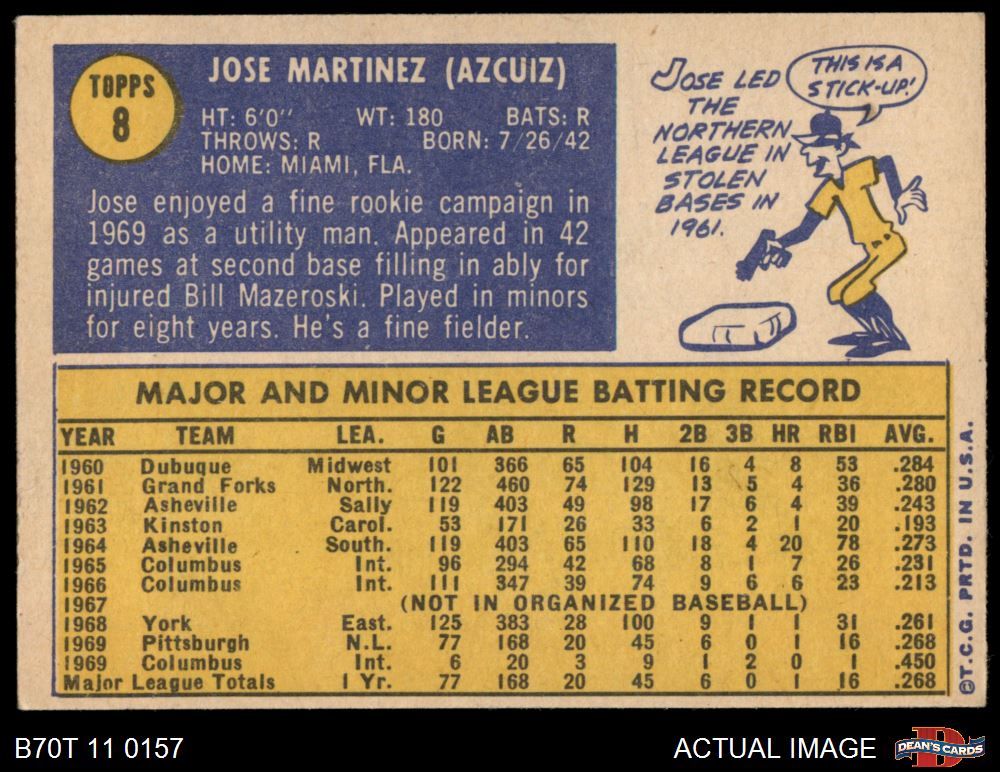 TOPPS
8
JOSE MARTINEZ (AZCUIZ)
HT: 6'0" WT: 180 BATS: R
THROWS: R BORN: 7/26/42
HOME: MIAMI, FLA.
Jose enjoyed a fine rookie campaign in
1969 as a utility man. Appeared in 42
games at second base filling in ably for
injured Bill Mazeroski. Played in minors
for eight years. He's a fine fielder.
JOSE LED
THE
NORTHERN
LEAGUE IN
STOLEN
BASES IN
1961.
THIS IS A
STICK-UP!
MAJOR AND MINOR LEAGUE BATTING RECORD
YEAR TEAM LEA. G AB R H 2B 3B HR RBI AVG.
1960 Dubuque Midwest 101 366 65 104 16 4 8 53 .284
1961 Grand Forks North. 122 460 74 129 13 5 4 36 .280
1962 Asheville Sally 119 403 49 98 17 6 4 39 .243
1963 Kinston Carol. 53 171 26 33 6 2 1 20 .193
1964 Asheville South. 119 403 65 110 18 4 20 78 .273
1965 Columbus Int. 96 294 42 68 8 1 7 26 .231
1966 Columbus Int. 111 347 39 74 9 6 6 23 .213
1967 (NOT IN ORGANIZED BASEBALL)
1968 York East. 125 383 28 100 9 1 1 31 .261
1969 Pittsburgh N.L. 77 168 20 45 6 0 1 16 .268
1969 Columbus Int. 6 20 3 9 1 2 0 1 .450
Major League Totals 1 Yr. 77 168 20 45 6 0 1 16 .268
©T.C.G. PRTD. IN U.S.A.
B70T 11 0157
ACTUAL IMAGE
D
DEAN'S CARDS